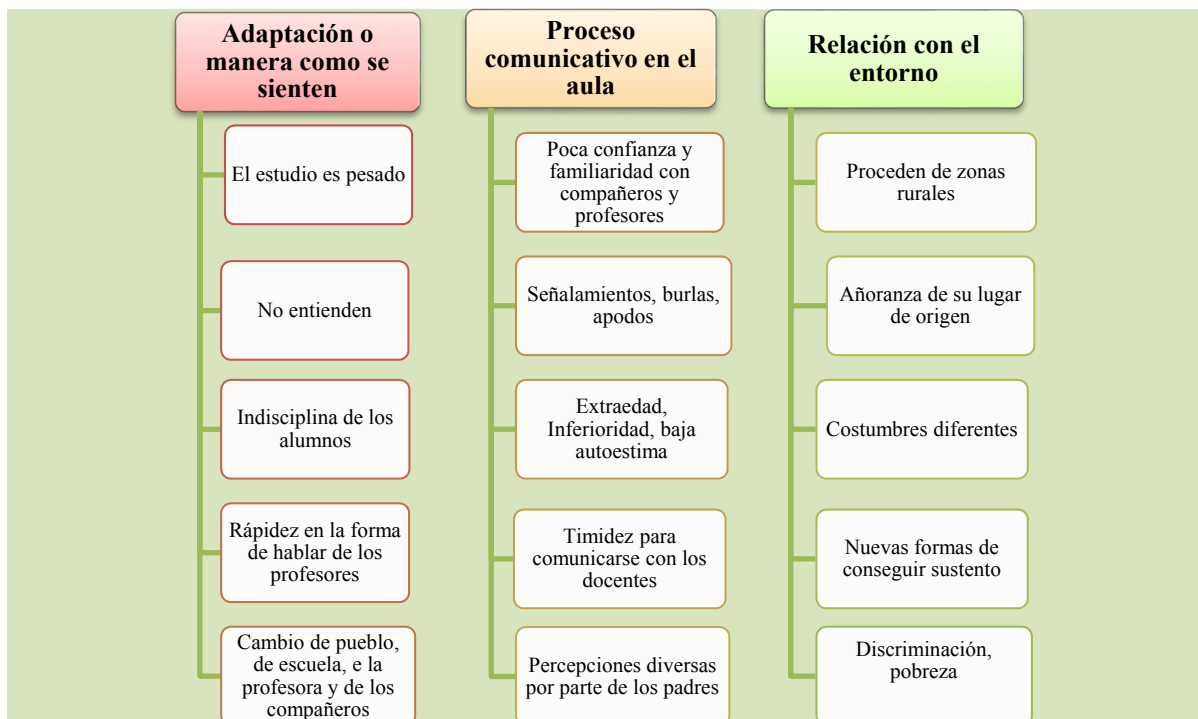 Adaptación o
manera como se
sienten
El estudio es pesado
No entienden
Indisciplina de los
alumnos
Rápidez en la forma
de hablar de los
profesores
Cambio de pueblo,
de escuela, e la
profesora y de los
compañeros
Proceso
comunicativo en el
aula
Poca confianza y
familiaridad con
compañeros y
profesores
Señalamientos, burlas,
apodos
Extraedad,
Inferioridad, baja
autoestima
Timidez para
comunicarse con los
docentes
Percepciones diversas
por parte de los padres
Relación con el
entorno
Proceden de zonas
rurales
Añoranza de su lugar
de origen
Costumbres diferentes
Nuevas formas de
conseguir sustento
Discriminación,
pobreza